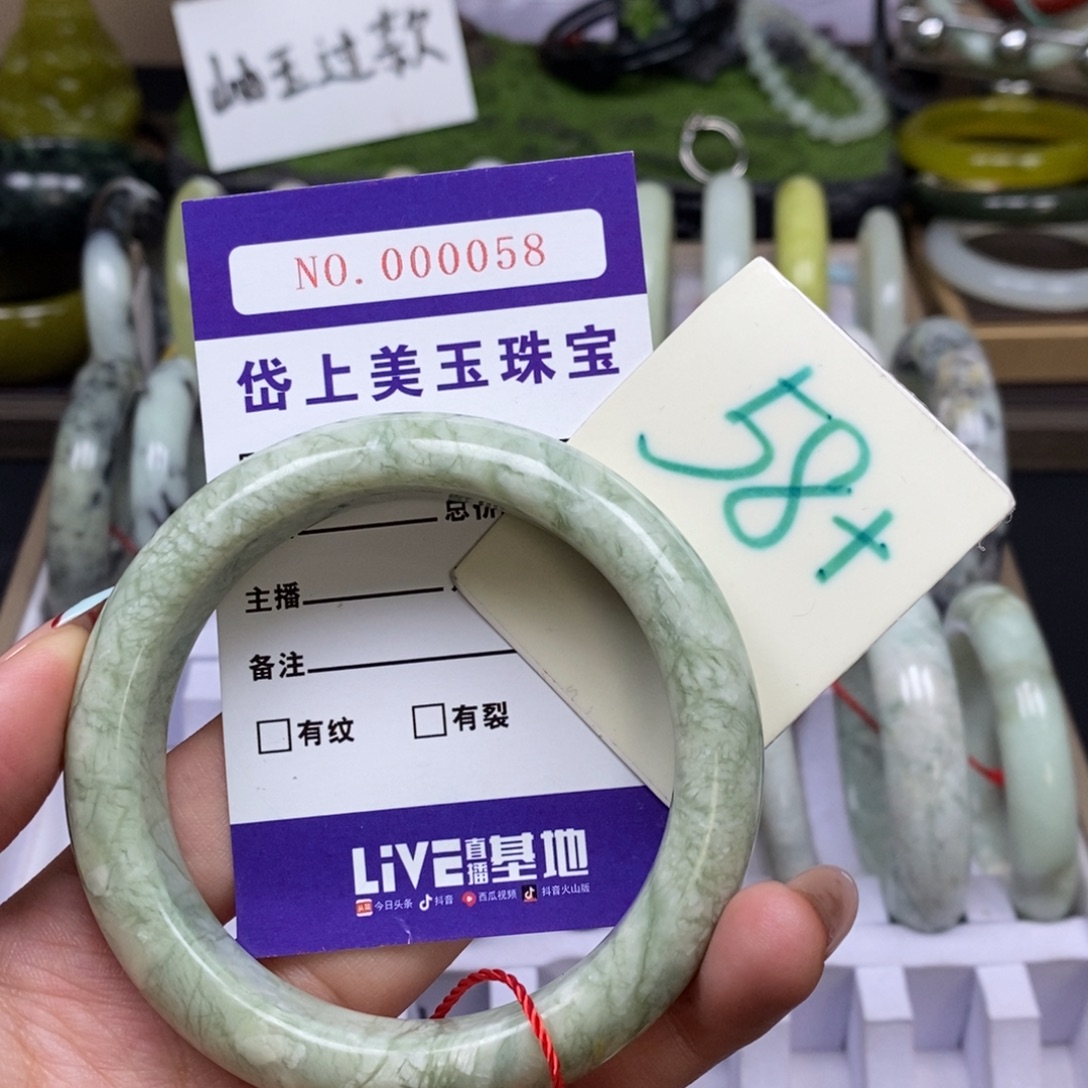 岫玉过款
NO.000058
岱上美玉珠宝
58+
总价
主播
备注
□有纹 □有裂
LiVE直播基地
头条 今日头条 抖音 西瓜视频 抖音火山版